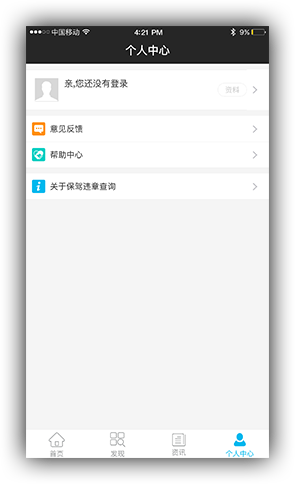 中国移动 4:21 PM 9%
个人中心
亲,您还没有登录
资料
意见反馈
帮助中心
关于保驾违章查询
首页 发现 资讯 个人中心